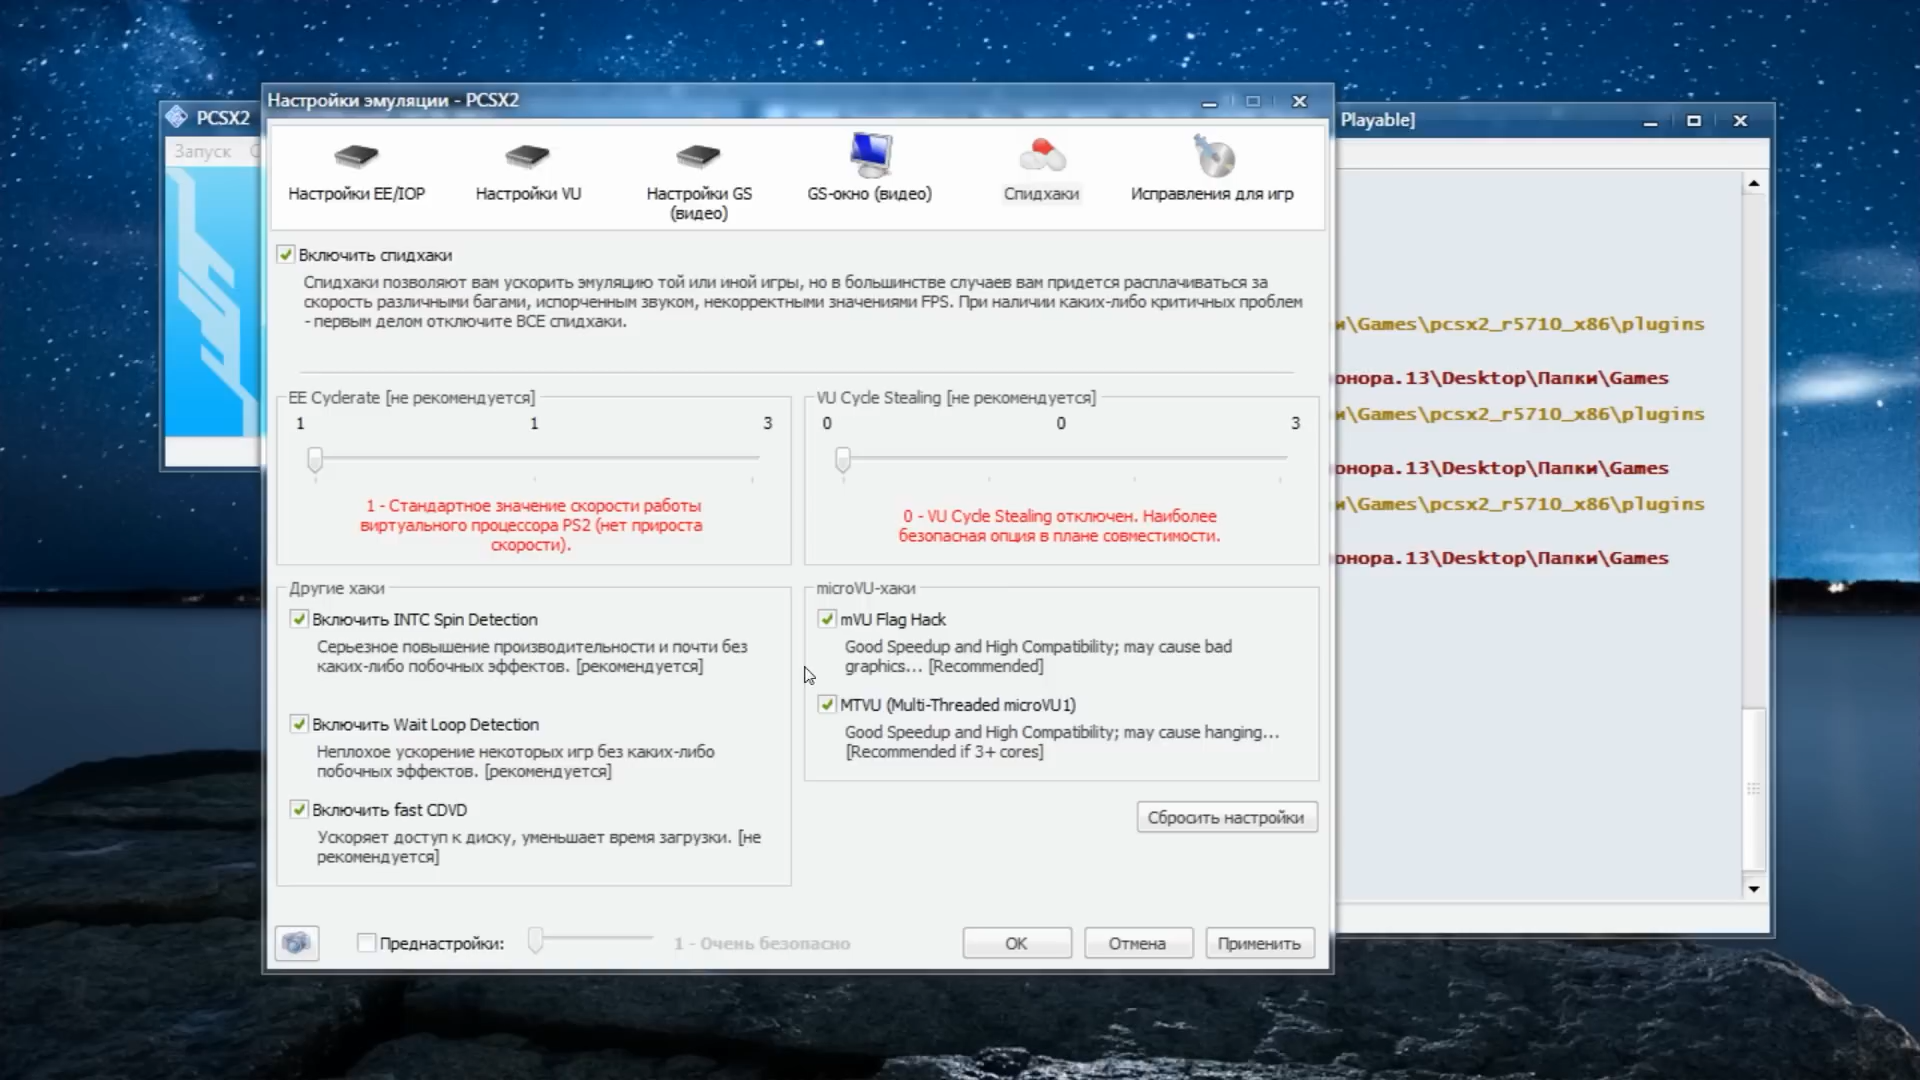 PCSX2
Запуск
Настройки эмуляции - PCSX2
Playable]
Настройки EE/IOP
Настройки VU
Настройки GS
(видео)
GS-окно (видео)
Спидхаки
Исправления для игр
Включить спидхаки
Спидхаки позволяют вам ускорить эмуляцию той или иной игры, но в большинстве случаев вам придется расплачиваться за
скорость различными багами, испорченным звуком, некорректными значениями FPS. При наличии каких-либо критичных проблем
- первым делом отключите ВСЕ спидхаки.
EE Cyclerate [не рекомендуется]
1 1 3
1 - Стандартное значение скорости работы
виртуального процессора PS2 (нет прироста
скорости).
VU Cycle Stealing [не рекомендуется]
0 0 3
0 - VU Cycle Stealing отключен. Наиболее
безопасная опция в плане совместимости.
Другие хаки
Включить INTC Spin Detection
Серьезное повышение производительности и почти без
каких-либо побочных эффектов. [рекомендуется]
Включить Wait Loop Detection
Неплохое ускорение некоторых игр без каких-либо
побочных эффектов. [рекомендуется]
Включить fast CDVD
Ускоряет доступ к диску, уменьшает время загрузки. [не
рекомендуется]
microVU-хаки
mVU Flag Hack
Good Speedup and High Compatibility; may cause bad
graphics... [Recommended]
MTVU (Multi-Threaded microVU1)
Good Speedup and High Compatibility; may cause hanging...
[Recommended if 3+ cores]
Сбросить настройки
Преднастройки:
1 - Очень безопасно
OK
Отмена
Применить
и\Games\pcsx2_r5710_x86\plugins
онора.13\Desktop\Папки\Games
и\Games\pcsx2_r5710_x86\plugins
онора.13\Desktop\Папки\Games
и\Games\pcsx2_r5710_x86\plugins
онора.13\Desktop\Папки\Games